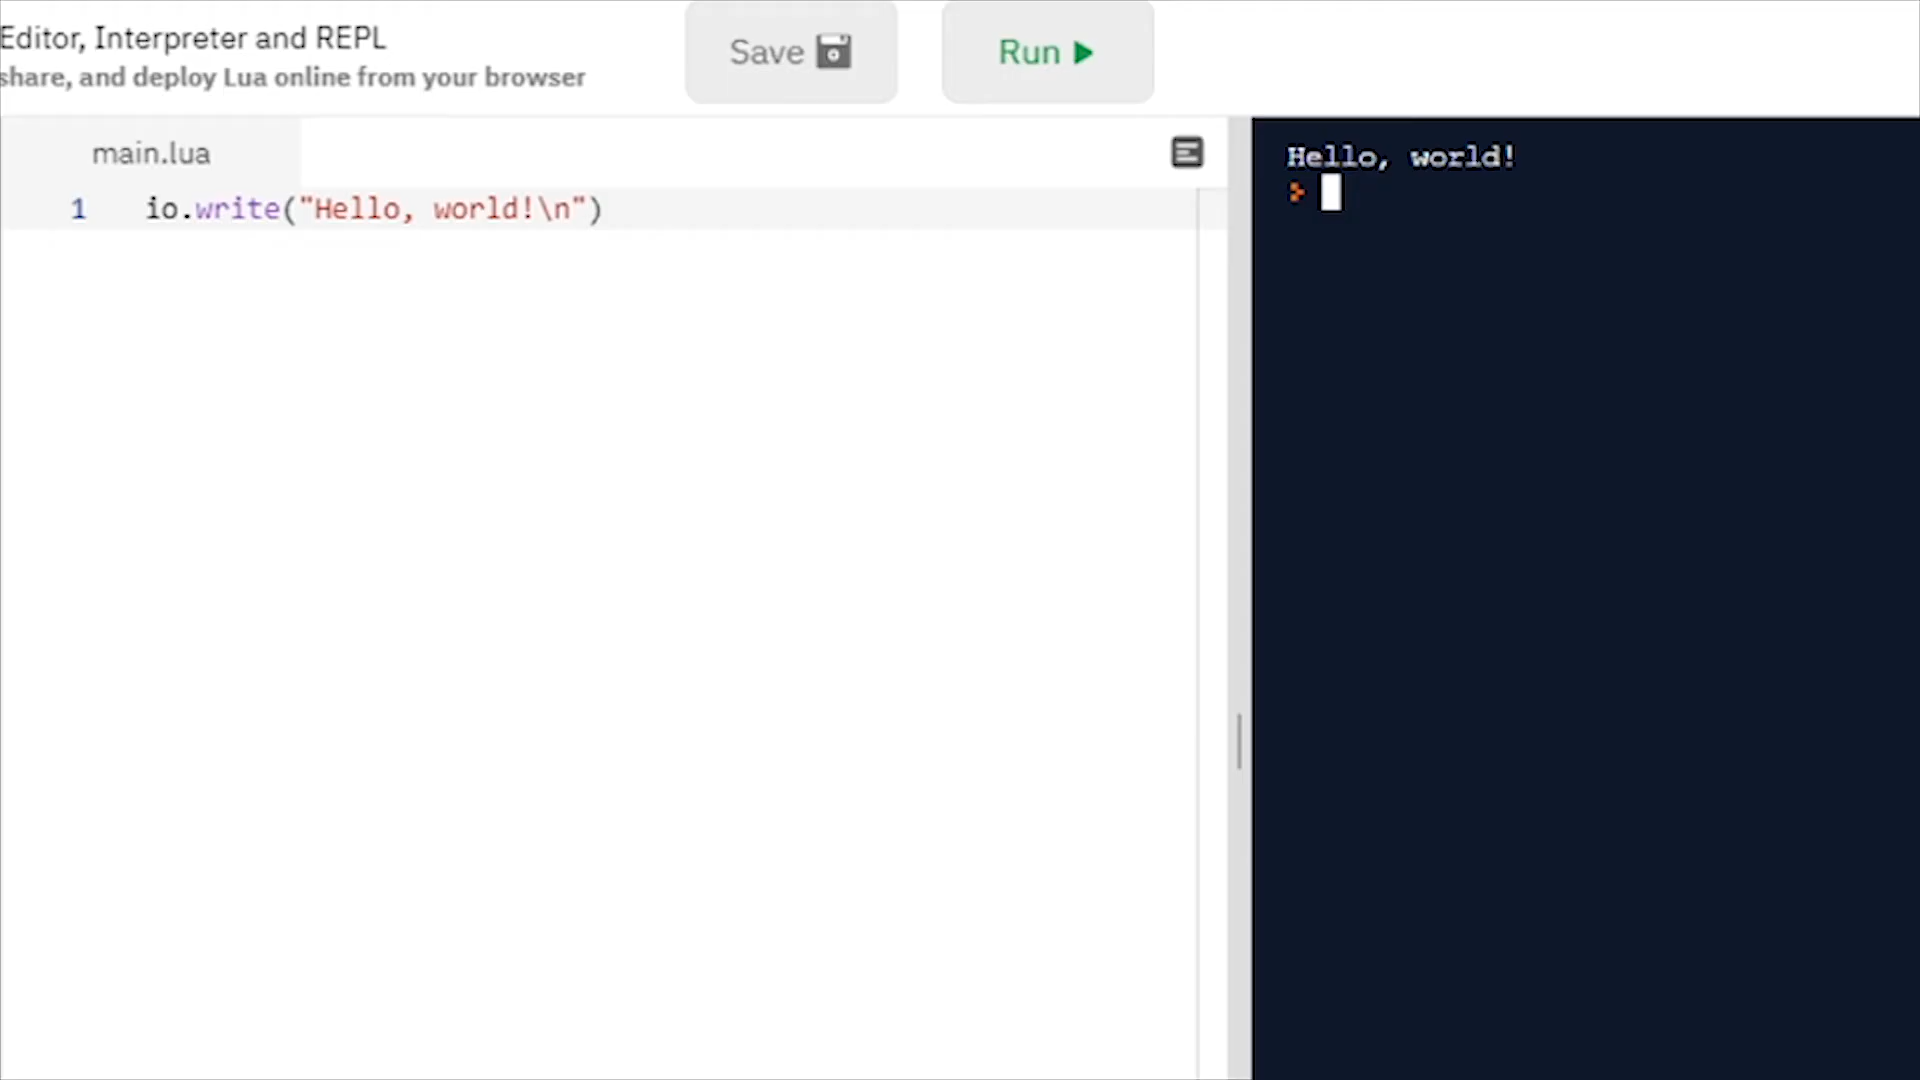 Editor, Interpreter and REPL
share, and deploy Lua online from your browser
Save
Run
main.lua
1 io.write("Hello, world!\n")
Hello, world!
>